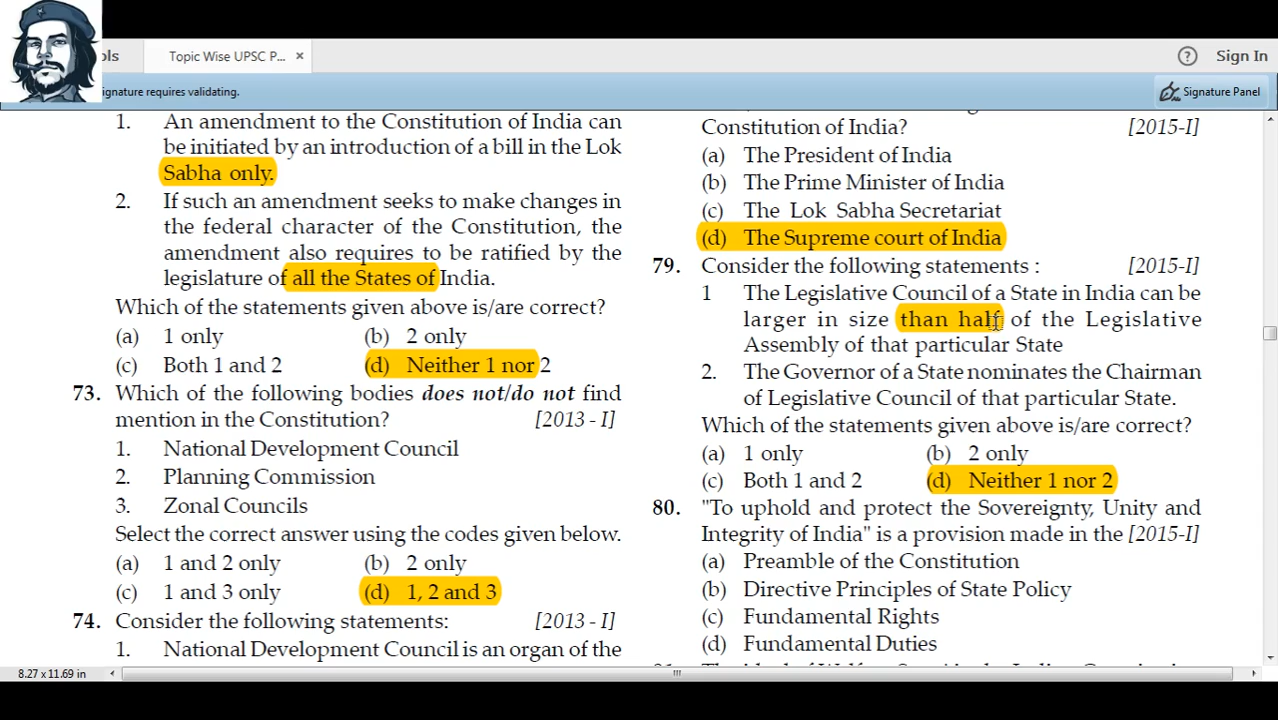 ols
Topic Wise UPSC P... ×
? Sign In
ignature requires validating.
Signature Panel
1. An amendment to the Constitution of India can
be initiated by an introduction of a bill in the Lok
Sabha only.
2. If such an amendment seeks to make changes in
the federal character of the Constitution, the
amendment also requires to be ratified by the
legislature of all the States of India.
Which of the statements given above is/are correct?
(a) 1 only (b) 2 only
(c) Both 1 and 2 (d) Neither 1 nor 2
73. Which of the following bodies does not/do not find
mention in the Constitution? [2013 - I]
1. National Development Council
2. Planning Commission
3. Zonal Councils
Select the correct answer using the codes given below.
(a) 1 and 2 only (b) 2 only
(c) 1 and 3 only (d) 1, 2 and 3
74. Consider the following statements: [2013 - I]
1. National Development Council is an organ of the
Constitution of India? [2015-I]
(a) The President of India
(b) The Prime Minister of India
(c) The Lok Sabha Secretariat
(d) The Supreme court of India
79. Consider the following statements : [2015-I]
1 The Legislative Council of a State in India can be
larger in size than half of the Legislative
Assembly of that particular State
2. The Governor of a State nominates the Chairman
of Legislative Council of that particular State.
Which of the statements given above is/are correct?
(a) 1 only (b) 2 only
(c) Both 1 and 2 (d) Neither 1 nor 2
80. "To uphold and protect the Sovereignty, Unity and
Integrity of India" is a provision made in the [2015-I]
(a) Preamble of the Constitution
(b) Directive Principles of State Policy
(c) Fundamental Rights
(d) Fundamental Duties
8.27 x 11.69 in